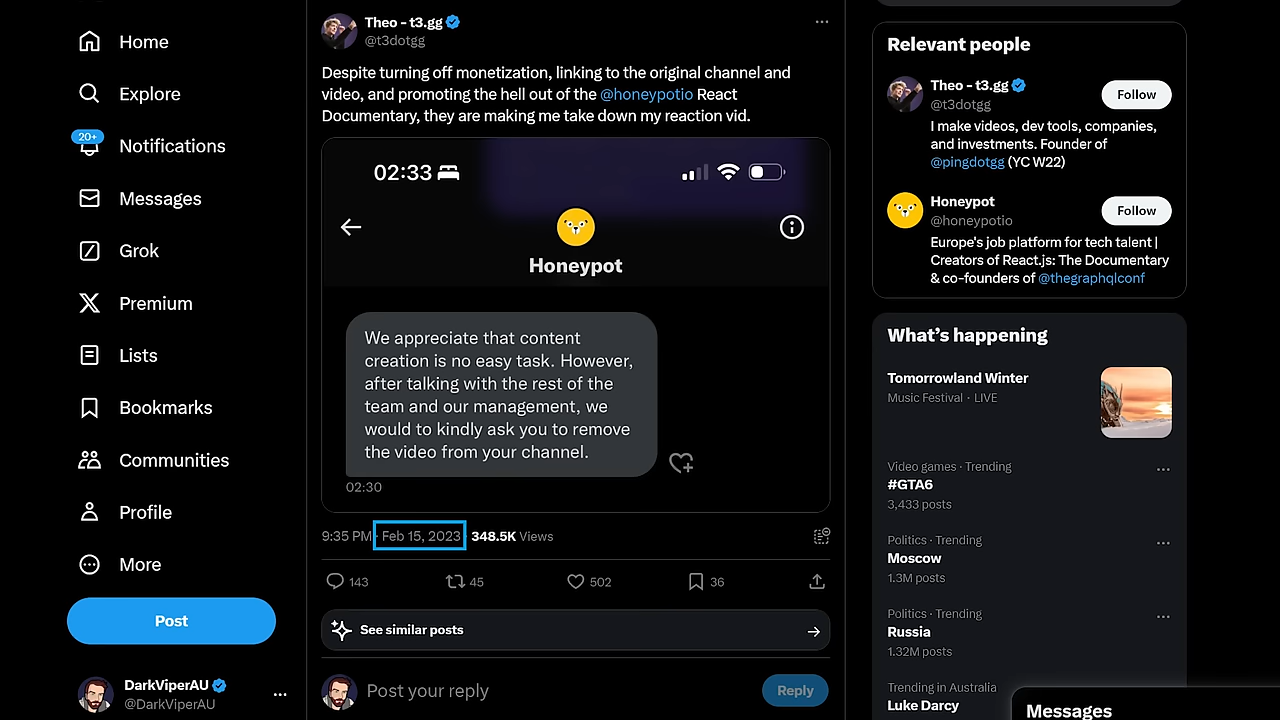 Home
Explore
20+
Notifications
Messages
Grok
Premium
Lists
Bookmarks
Communities
Profile
More
Post
DarkViperAU
@DarkViperAU
Theo - t3.gg
@t3dotgg
Despite turning off monetization, linking to the original channel and
video, and promoting the hell out of the @honeypotio React
Documentary, they are making me take down my reaction vid.
02:33
Honeypot
We appreciate that content
creation is no easy task. However,
after talking with the rest of the
team and our management, we
would to kindly ask you to remove
the video from your channel.
02:30
9:35 PM · Feb 15, 2023 348.5K Views
143 45 502 36
See similar posts
Post your reply
Reply
Relevant people
Theo - t3.gg
@t3dotgg
Follow
I make videos, dev tools, companies,
and investments. Founder of
@pingdotgg (YC W22)
Honeypot
@honeypotio
Follow
Europe's job platform for tech talent |
Creators of React.js: The Documentary
& co-founders of @thegraphqlconf
What's happening
Tomorrowland Winter
Music Festival · LIVE
Video games · Trending
#GTA6
3,433 posts
Politics · Trending
Moscow
1.3M posts
Politics · Trending
Russia
1.32M posts
Trending in Australia
Luke Darcy
Messages